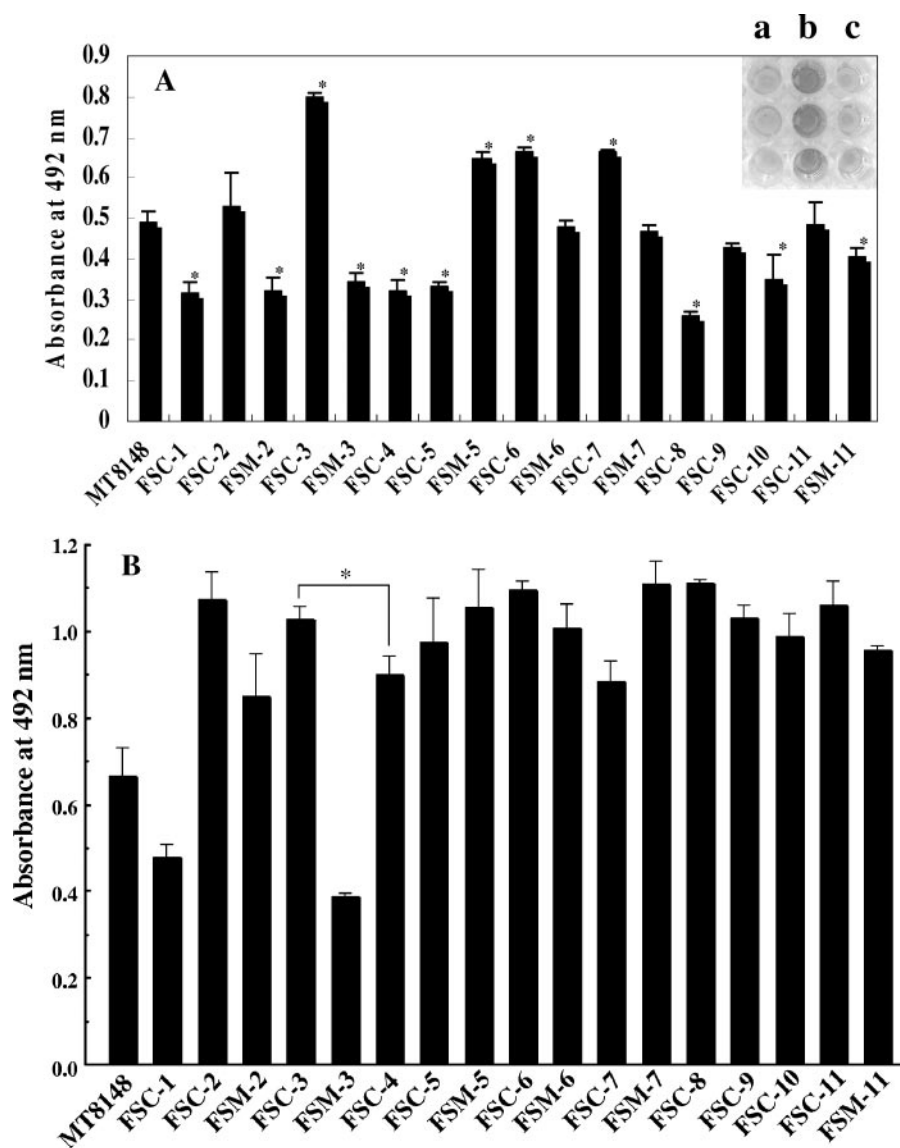 a b c
A
0.9
0.8
0.7
0.6
0.5
0.4
0.3
0.2
0.1
0
Absorbance at 492 nm
* * * * * * * * * * * *
MT8148 FSC-1 FSC-2 FSM-2 FSC-3 FSM-3 FSC-4 FSC-5 FSM-5 FSC-6 FSM-6 FSC-7 FSM-7 FSC-8 FSC-9 FSC-10 FSC-11 FSM-11
B
1.2
1.0
0.8
0.6
0.4
0.2
0.0
Absorbance at 492 nm
*
MT8148 FSC-1 FSC-2 FSM-2 FSC-3 FSM-3 FSC-4 FSC-5 FSM-5 FSC-6 FSM-6 FSC-7 FSM-7 FSC-8 FSC-9 FSC-10 FSC-11 FSM-11